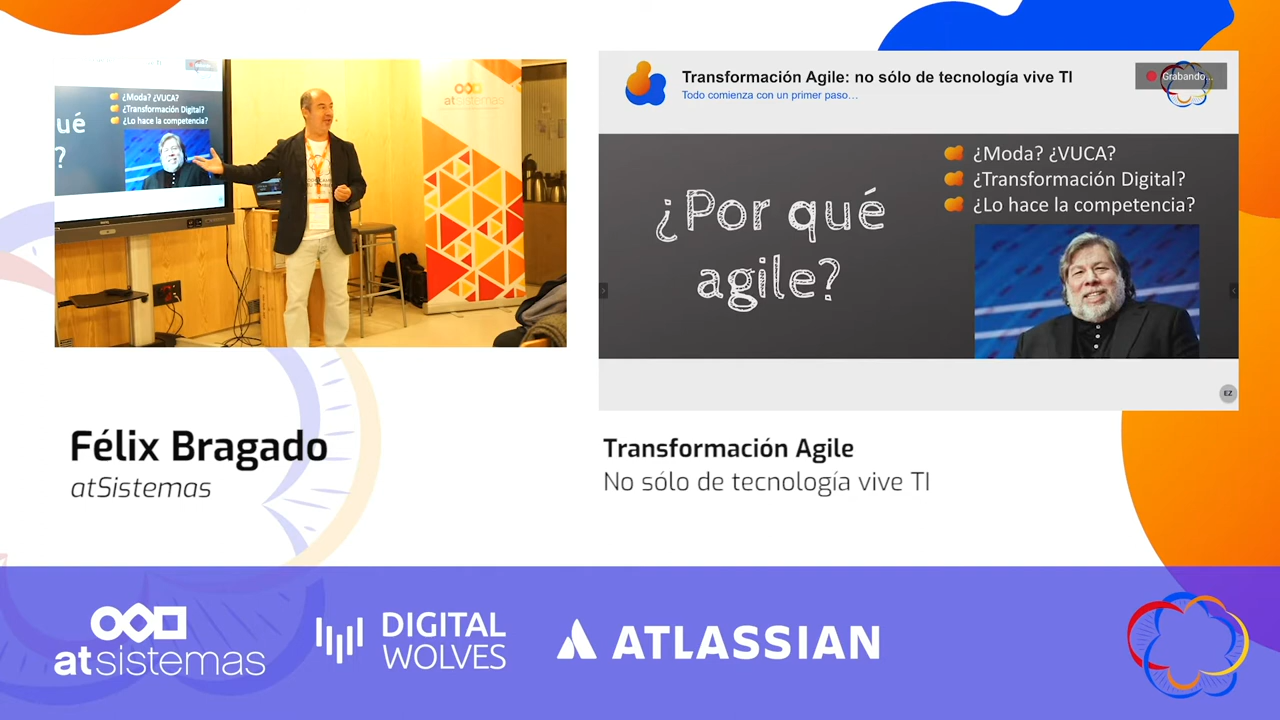 ¿Moda? ¿VUCA?
¿Transformación Digital?
¿Lo hace la competencia?
ué
?
atsistemas
Transformación Agile: no sólo de tecnología vive TI
Todo comienza con un primer paso…
Grabando...
¿Por qué
agile?
¿Moda? ¿VUCA?
¿Transformación Digital?
¿Lo hace la competencia?
EZ
Félix Bragado
atSistemas
Transformación Agile
No sólo de tecnología vive TI
atsistemas
DIGITAL
WOLVES
ATLASSIAN